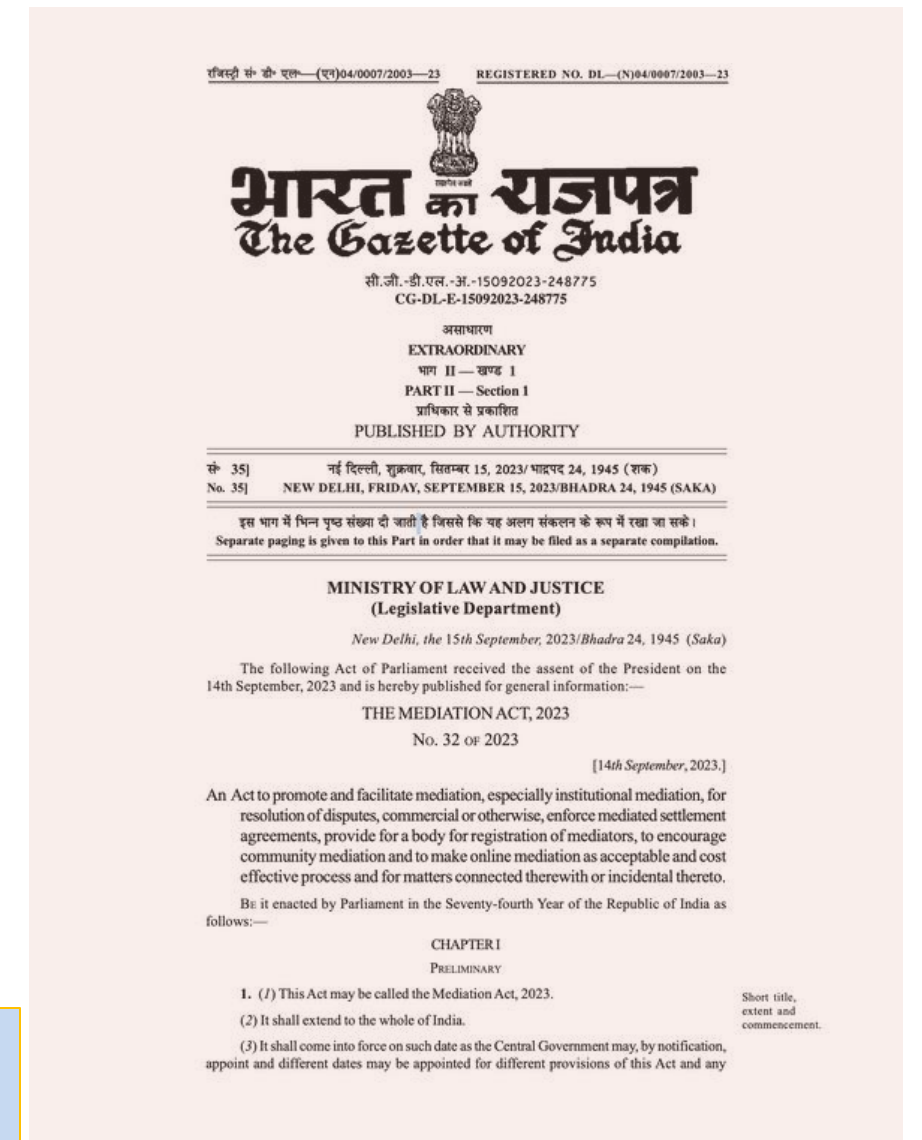 रजिस्ट्री सं॰ डी॰ एल॰—(एन)04/0007/2003—23 REGISTERED NO. DL—(N)04/0007/2003—23
भारत का राजपत्र
The Gazette of India
सी.जी.-डी.एल.-अ.-15092023-248775
CG-DL-E-15092023-248775
असाधारण
EXTRAORDINARY
भाग II — खण्ड 1
PART II — Section 1
प्राधिकार से प्रकाशित
PUBLISHED BY AUTHORITY
सं॰ 35] नई दिल्ली, शुक्रवार, सितम्बर 15, 2023/ भाद्रपद 24, 1945 (शक)
No. 35] NEW DELHI, FRIDAY, SEPTEMBER 15, 2023/BHADRA 24, 1945 (SAKA)
इस भाग में भिन्न पृष्ठ संख्या दी जाती है जिससे कि यह अलग संकलन के रूप में रखा जा सके।
Separate paging is given to this Part in order that it may be filed as a separate compilation.
MINISTRY OF LAW AND JUSTICE
(Legislative Department)
New Delhi, the 15th September, 2023/Bhadra 24, 1945 (Saka)
The following Act of Parliament received the assent of the President on the
14th September, 2023 and is hereby published for general information:—
THE MEDIATION ACT, 2023
NO. 32 OF 2023
[14th September, 2023.]
An Act to promote and facilitate mediation, especially institutional mediation, for
resolution of disputes, commercial or otherwise, enforce mediated settlement
agreements, provide for a body for registration of mediators, to encourage
community mediation and to make online mediation as acceptable and cost
effective process and for matters connected therewith or incidental thereto.
BE it enacted by Parliament in the Seventy-fourth Year of the Republic of India as
follows:—
CHAPTER I
PRELIMINARY
1. (1) This Act may be called the Mediation Act, 2023.
Short title,
extent and
commencement.
(2) It shall extend to the whole of India.
(3) It shall come into force on such date as the Central Government may, by notification,
appoint and different dates may be appointed for different provisions of this Act and any